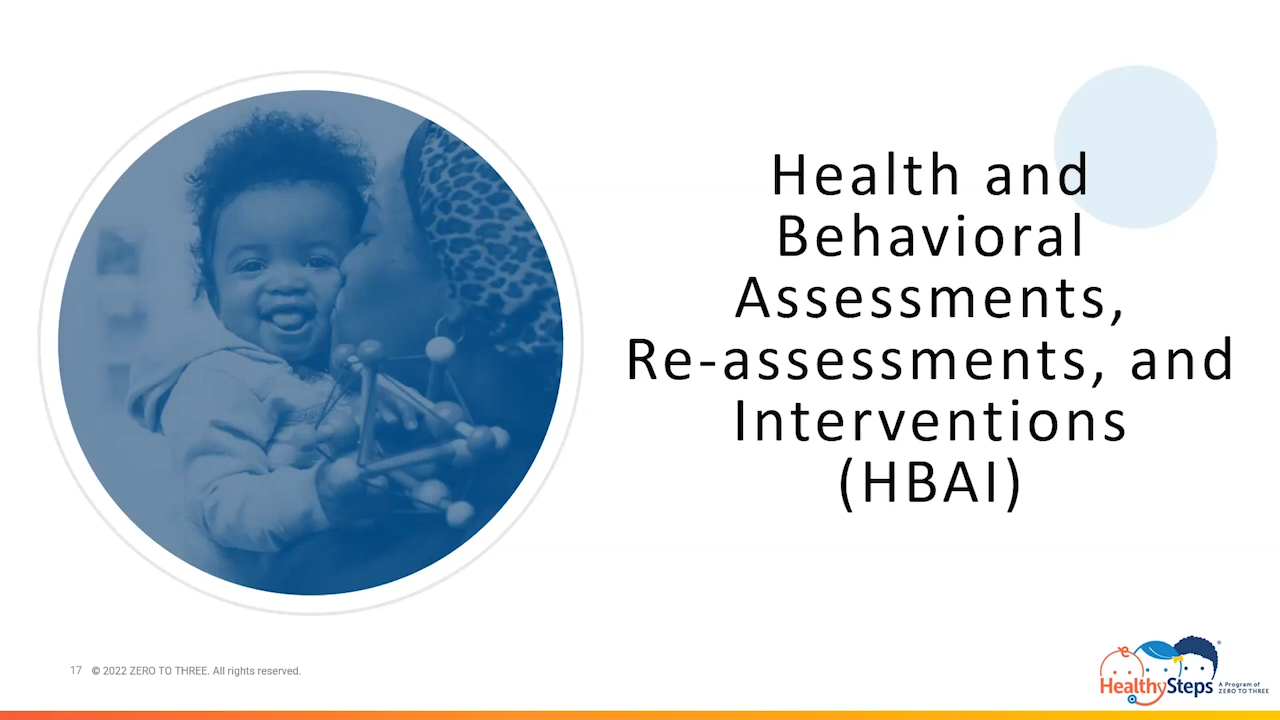 Health and
Behavioral
Assessments,
Re-assessments, and
Interventions
(HBAI)
17 © 2022 ZERO TO THREE. All rights reserved.
HealthySteps®
A Program of
ZERO TO THREE